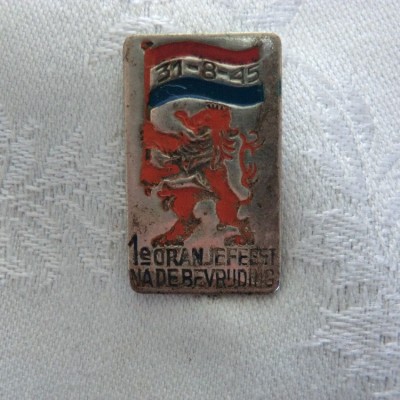 31-8-45
1e ORANJEFEEST
NA DE BEVRIJDING